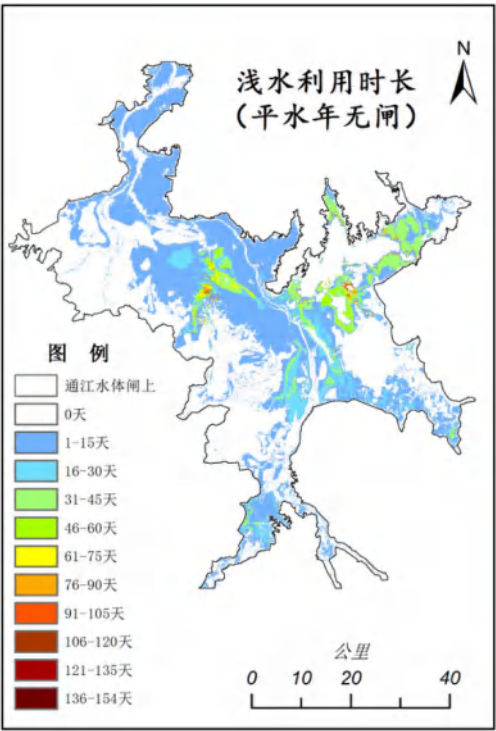 N
浅水利用时长
（平水年无闸）
图 例
通江水体闸上
0天
1-15天
16-30天
31-45天
46-60天
61-75天
76-90天
91-105天
106-120天
121-135天
136-154天
公里
0 10 20 40